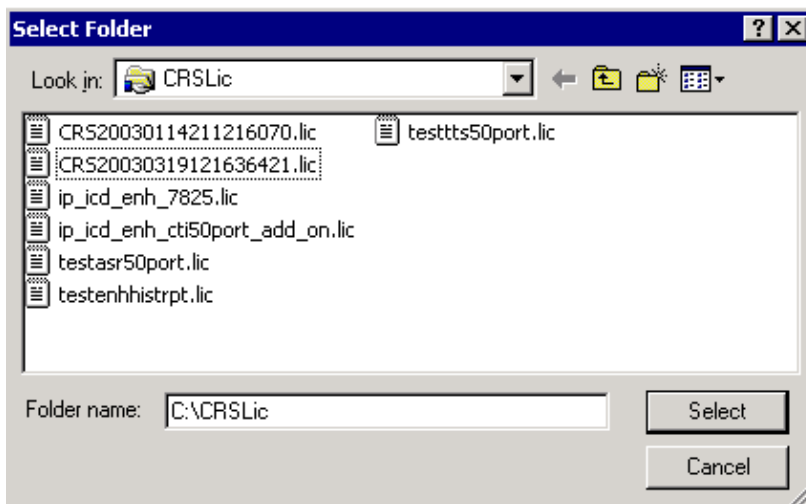 Select Folder
Look in: CRSLic
CRS20030114211216070.lic
CRS20030319121636421.lic
ip_icd_enh_7825.lic
ip_icd_enh_cti50port_add_on.lic
testasr50port.lic
testenhhistrpt.lic
testtts50port.lic
Folder name: C:\CRSLic Select
Cancel